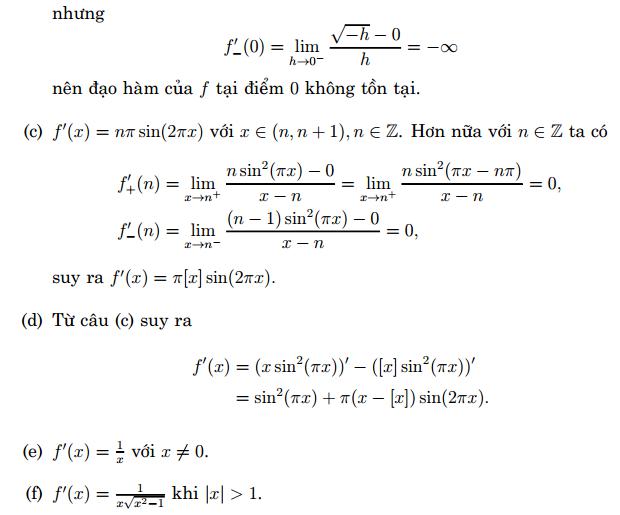 nhưng
f′₋(0) = lim_{h→0⁻} (√(−h) − 0)/h = −∞
nên đạo hàm của f tại điểm 0 không tồn tại.
(c) f′(x) = nπ sin(2πx) với x ∈ (n, n + 1), n ∈ ℤ. Hơn nữa với n ∈ ℤ ta có
f′₊(n) = lim_{x→n⁺} (n sin²(πx) − 0)/(x − n) = lim_{x→n⁺} (n sin²(πx − nπ))/(x − n) = 0,
f′₋(n) = lim_{x→n⁻} ((n − 1) sin²(πx) − 0)/(x − n) = 0,
suy ra f′(x) = π[x] sin(2πx).
(d) Từ câu (c) suy ra
f′(x) = (x sin²(πx))′ − ([x] sin²(πx))′
= sin²(πx) + π(x − [x]) sin(2πx).
(e) f′(x) = 1/x với x ≠ 0.
(f) f′(x) = 1/(x√(x²−1)) khi |x| > 1.